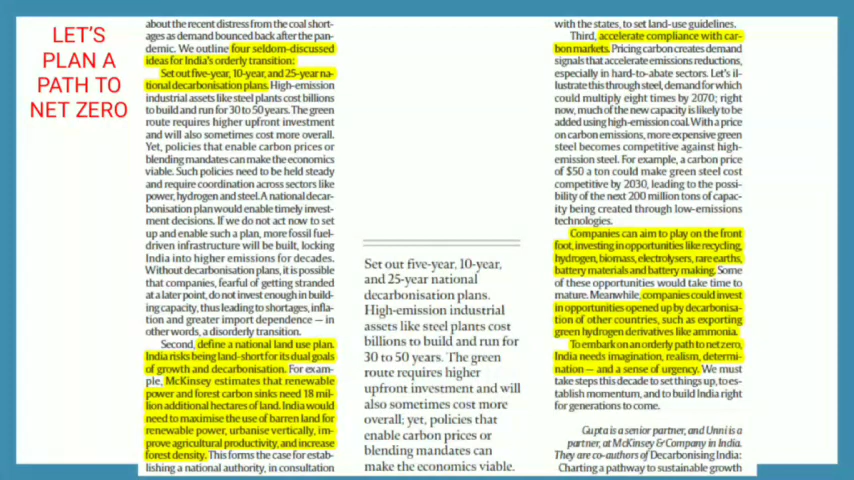 LET'S
PLAN A
PATH TO
NET ZERO
about the recent distress from the coal short-
ages as demand bounced back after the pan-
demic. We outline four seldom-discussed
ideas for India's orderly transition:
Set out five-year, 10-year, and 25-year na-
tional decarbonisation plans. High-emission
industrial assets like steel plants cost billions
to build and run for 30 to 50 years. The green
route requires higher upfront investment
and will also sometimes cost more overall.
Yet, policies that enable carbon prices or
blending mandates can make the economics
viable. Such policies need to be held steady
and require coordination across sectors like
power, hydrogen and steel. A national decar-
bonisation plan would enable timely invest-
ment decisions. If we do not act now to set
up and enable such a plan, more fossil fuel-
driven infrastructure will be built, locking
India into higher emissions for decades.
Without decarbonisation plans, it is possible
that companies, fearful of getting stranded
at a later point, do not invest enough in build-
ing capacity, thus leading to shortages, infla-
tion and greater import dependence — in
other words, a disorderly transition.
Second, define a national land use plan.
India risks being land-short for its dual goals
of growth and decarbonisation. For exam-
ple, McKinsey estimates that renewable
power and forest carbon sinks need 18 mil-
lion additional hectares of land. India would
need to maximise the use of barren land for
renewable power, urbanise vertically, im-
prove agricultural productivity, and increase
forest density. This forms the case for estab-
lishing a national authority, in consultation
Set out five-year, 10-year,
and 25-year national
decarbonisation plans.
High-emission industrial
assets like steel plants cost
billions to build and run for
30 to 50 years. The green
route requires higher
upfront investment and will
also sometimes cost more
overall; yet, policies that
enable carbon prices or
blending mandates can
make the economics viable.
with the states, to set land-use guidelines.
Third, accelerate compliance with car-
bon markets. Pricing carbon creates demand
signals that accelerate emissions reductions,
especially in hard-to-abate sectors. Let's il-
lustrate this through steel, demand for which
could multiply eight times by 2070; right
now, much of the new capacity is likely to be
added using high-emission coal. With a price
on carbon emissions, more expensive green
steel becomes competitive against high-
emission steel. For example, a carbon price
of $50 a ton could make green steel cost
competitive by 2030, leading to the possi-
bility of the next 200 million tons of capac-
ity being created through low-emissions
technologies.
Companies can aim to play on the front
foot, investing in opportunities like recycling,
hydrogen, biomass, electrolysers, rare earths,
battery materials and battery making. Some
of these opportunities would take time to
mature. Meanwhile, companies could invest
in opportunities opened up by decarbonisa-
tion of other countries, such as exporting
green hydrogen derivatives like ammonia.
To embark on an orderly path to net zero,
India needs imagination, realism, determi-
nation — and a sense of urgency. We must
take steps this decade to set things up, to es-
tablish momentum, and to build India right
for generations to come.
Gupta is a senior partner, and Unni is a
partner, at McKinsey & Company in India.
They are co-authors of Decarbonising India:
Charting a pathway to sustainable growth